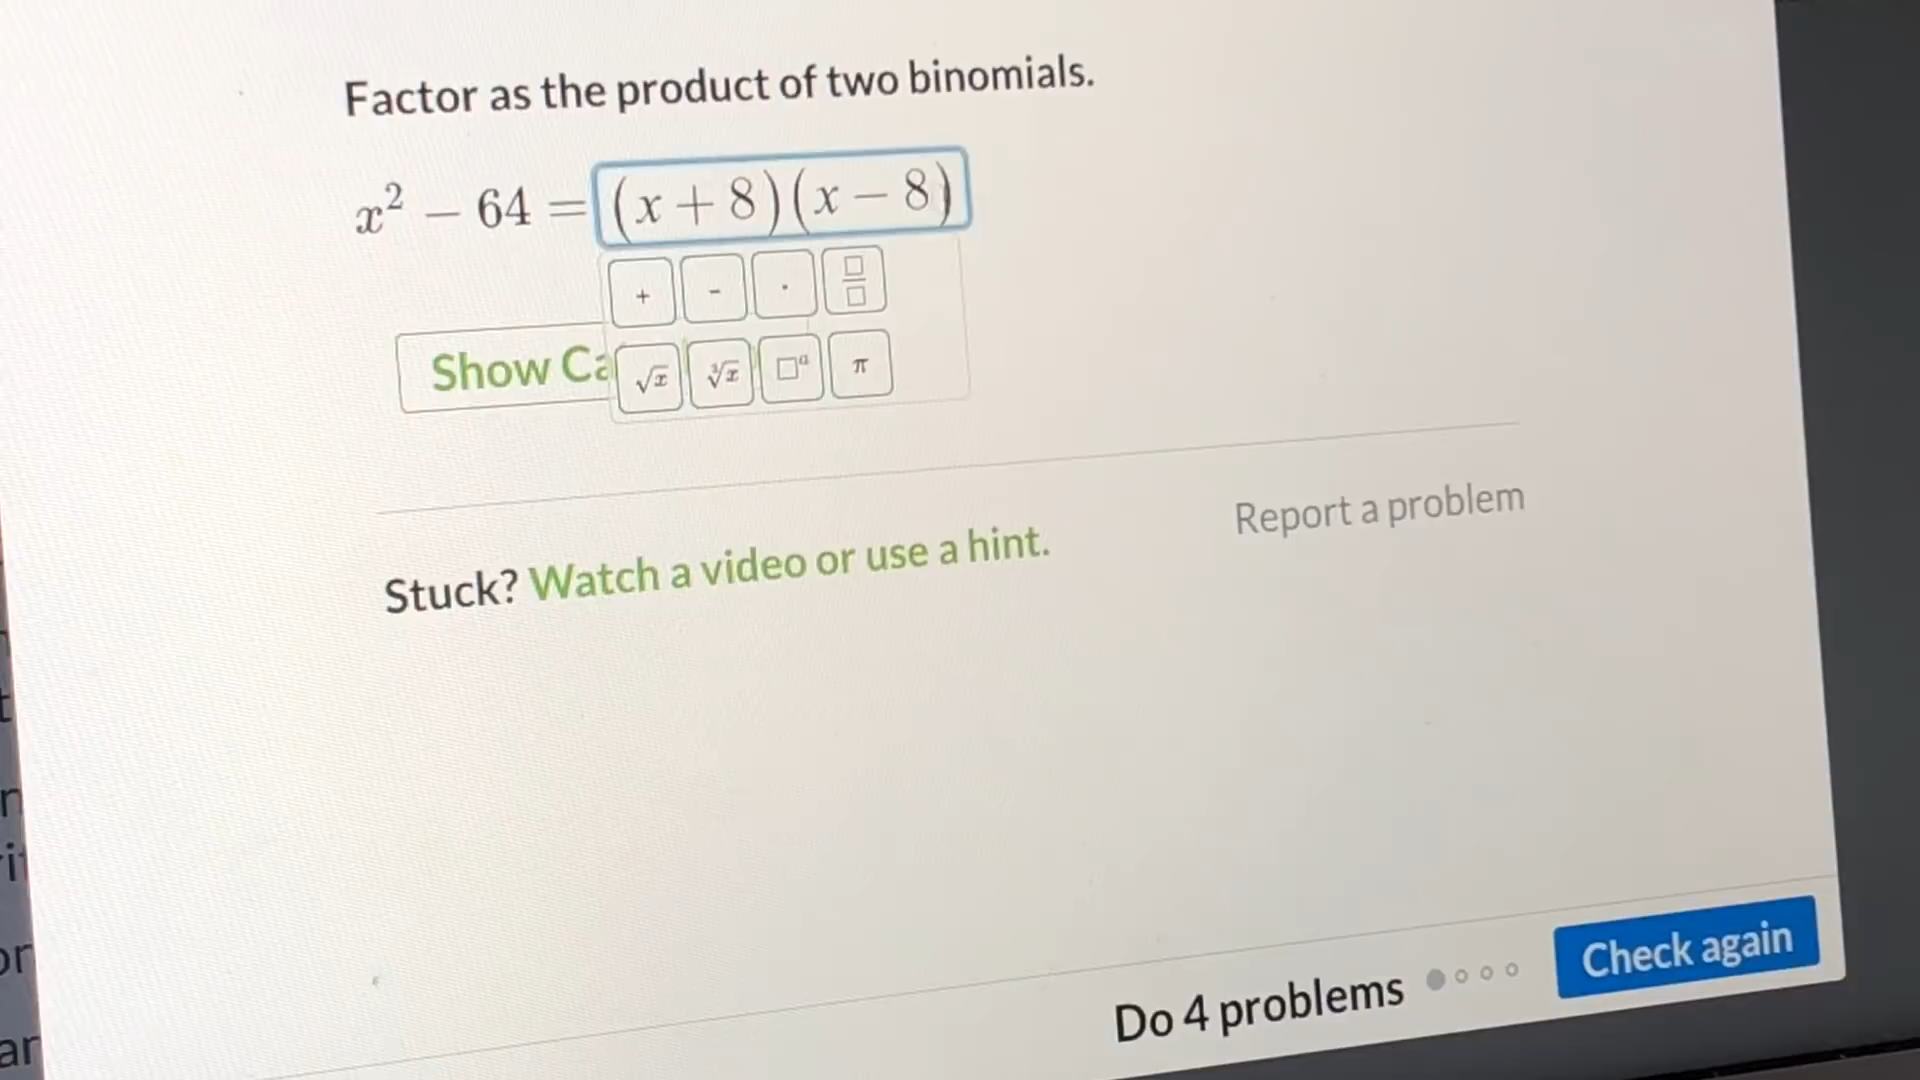 Factor as the product of two binomials.
x² − 64 = (x + 8)(x − 8)
+ - · □/□
Show
√x ∛x □ᵃ π
Report a problem
Stuck? Watch a video or use a hint.
Do 4 problems
Check again